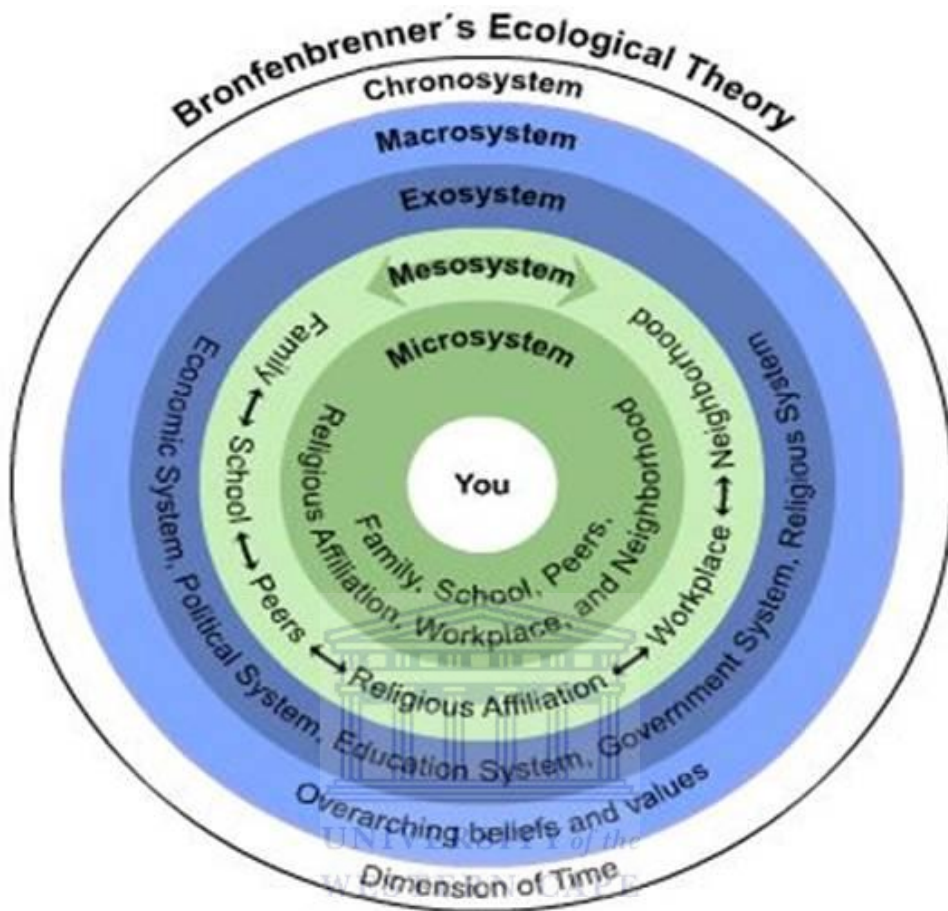 Bronfenbrenner´s Ecological Theory
Chronosystem
Macrosystem
Exosystem
Mesosystem
Microsystem
You
Family, School, Peers,
Religious Affiliation, Workplace, and Neighborhood
Family ↔ School ↔ Peers ↔ Religious Affiliation ↔ Workplace ↔ Neighborhood
Economic System, Political System, Education System, Government System, Religious System
Overarching beliefs and values
Dimension of Time
UNIVERSITY of the
WESTERN CAPE